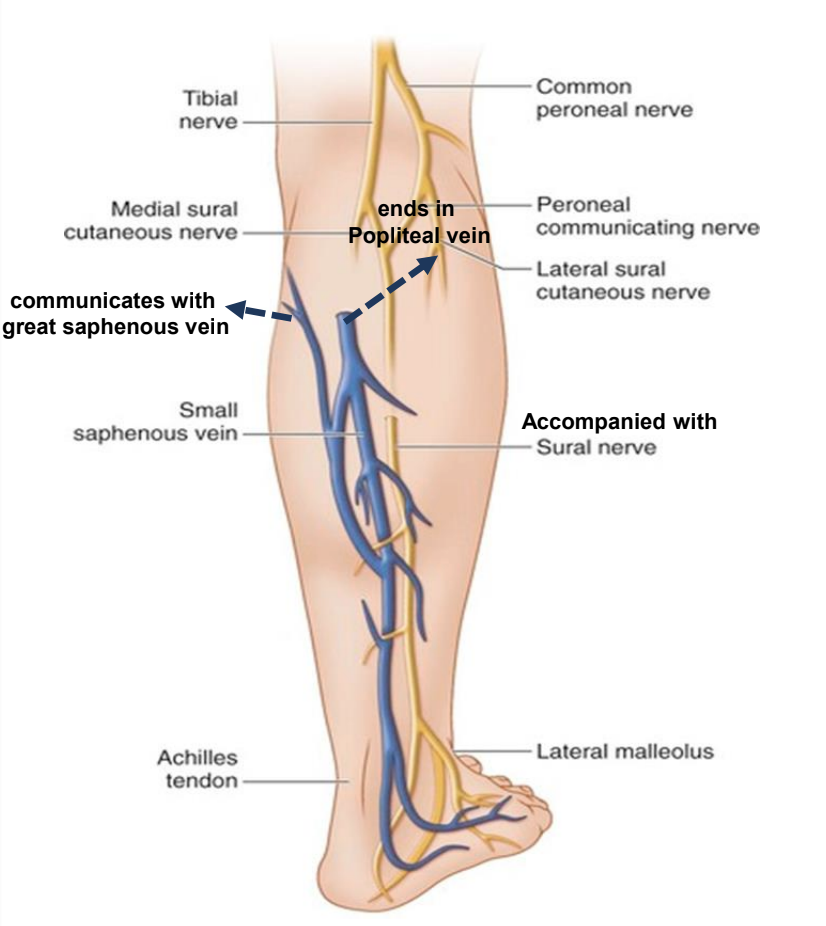 Common
peroneal nerve
Tibial
nerve
Medial sural
cutaneous nerve
ends in
Popliteal vein
Peroneal
communicating nerve
Lateral sural
cutaneous nerve
communicates with
great saphenous vein
Small
saphenous vein
Accompanied with
Sural nerve
Achilles
tendon
Lateral malleolus